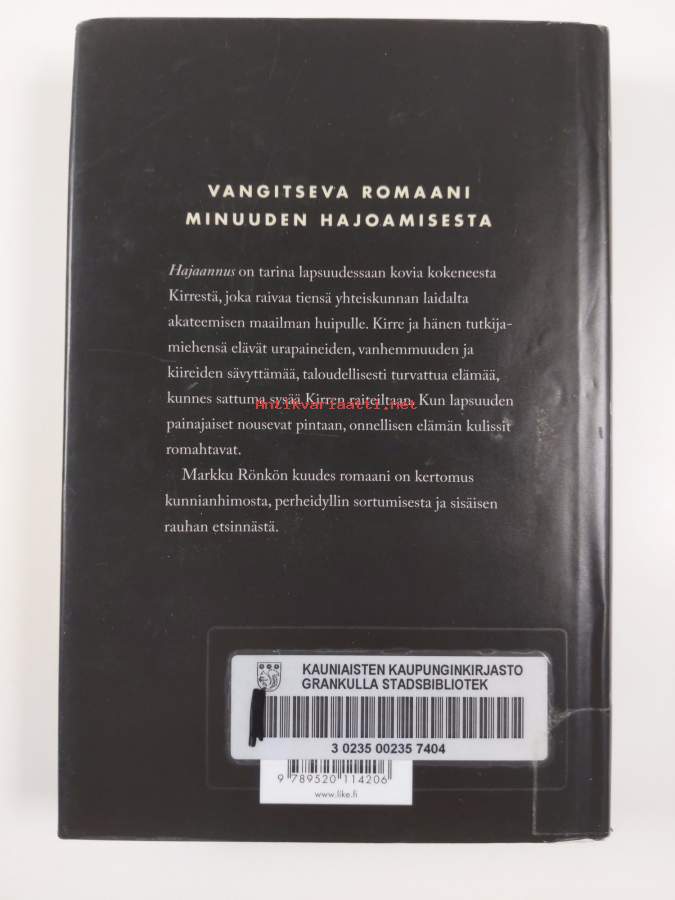 VANGITSEVA ROMAANI
MINUUDEN HAJOAMISESTA
Hajaannus on tarina lapsuudessaan kovia kokeneesta
Kirrestä, joka raivaa tiensä yhteiskunnan laidalta
akateemisen maailman huipulle. Kirre ja hänen tutkija-
miehensä elävät urapaineiden, vanhemmuuden ja
kiireiden sävyttämää, taloudellisesti turvattua elämää,
kunnes sattuma sysää Kirren raiteiltaan. Kun lapsuuden
Antikvariaatti.net
painajaiset nousevat pintaan, onnellisen elämän kulissit
romahtavat.
Markku Rönkön kuudes romaani on kertomus
kunnianhimosta, perheidyllin sortumisesta ja sisäisen
rauhan etsinnästä.
KAUNIAISTEN KAUPUNGINKIRJASTO
GRANKULLA STADSBIBLIOTEK
3 0235 00235 7404
9 789520 114206
www.like.fi